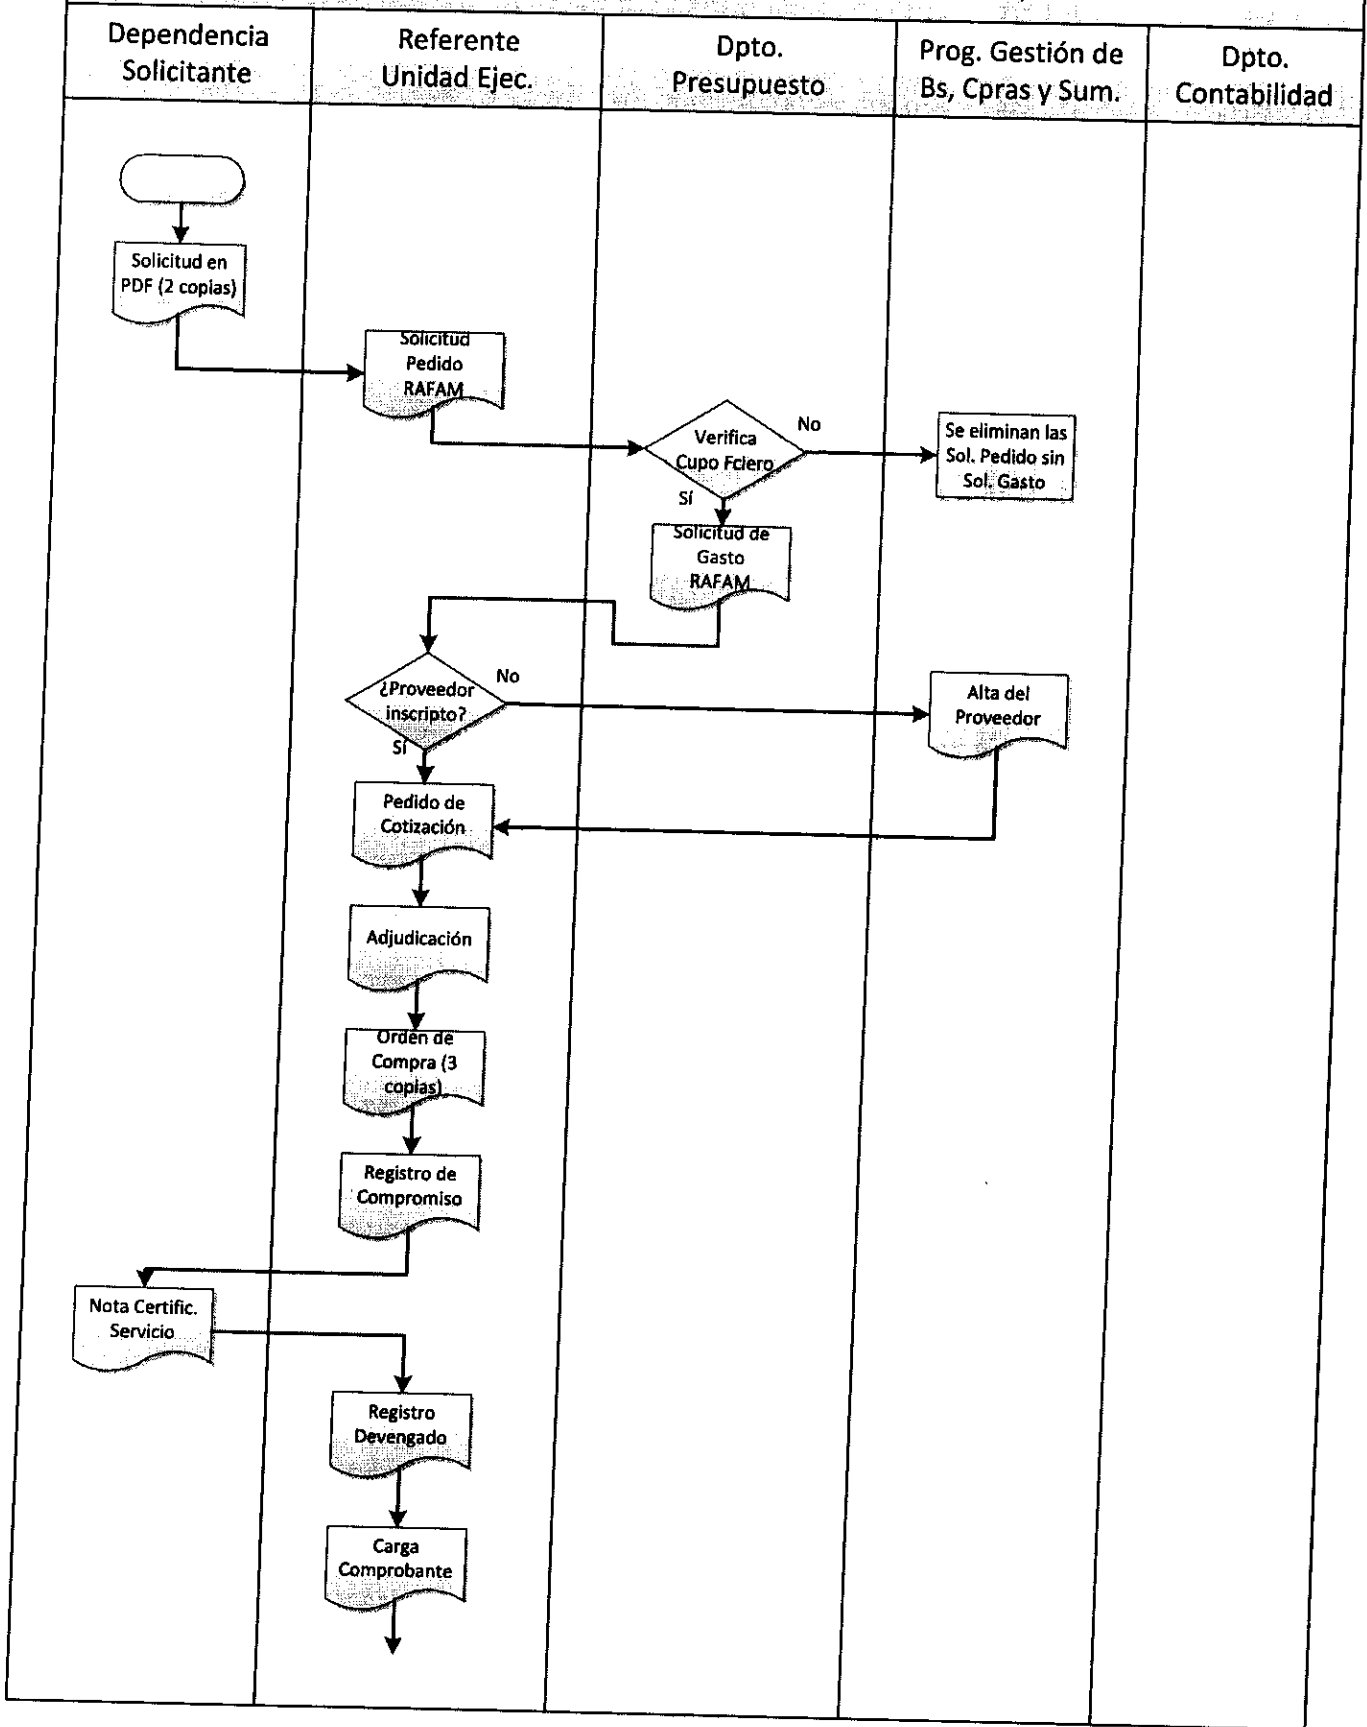 Dependencia
Solicitante
Referente
Unidad Ejec.
Dpto.
Presupuesto
Prog. Gestión de
Bs, Cpras y Sum.
Dpto.
Contabilidad
Solicitud en
PDF (2 copias)
Solicitud
Pedido
RAFAM
Verifica
Cupo Fciero
No
Se eliminan las
Sol. Pedido sin
Sol. Gasto
Sí
Solicitud de
Gasto
RAFAM
¿Proveedor
inscripto?
No
Alta del
Proveedor
Sí
Pedido de
Cotización
Adjudicación
Orden de
Compra (3
copias)
Registro de
Compromiso
Nota Certific.
Servicio
Registro
Devengado
Carga
Comprobante